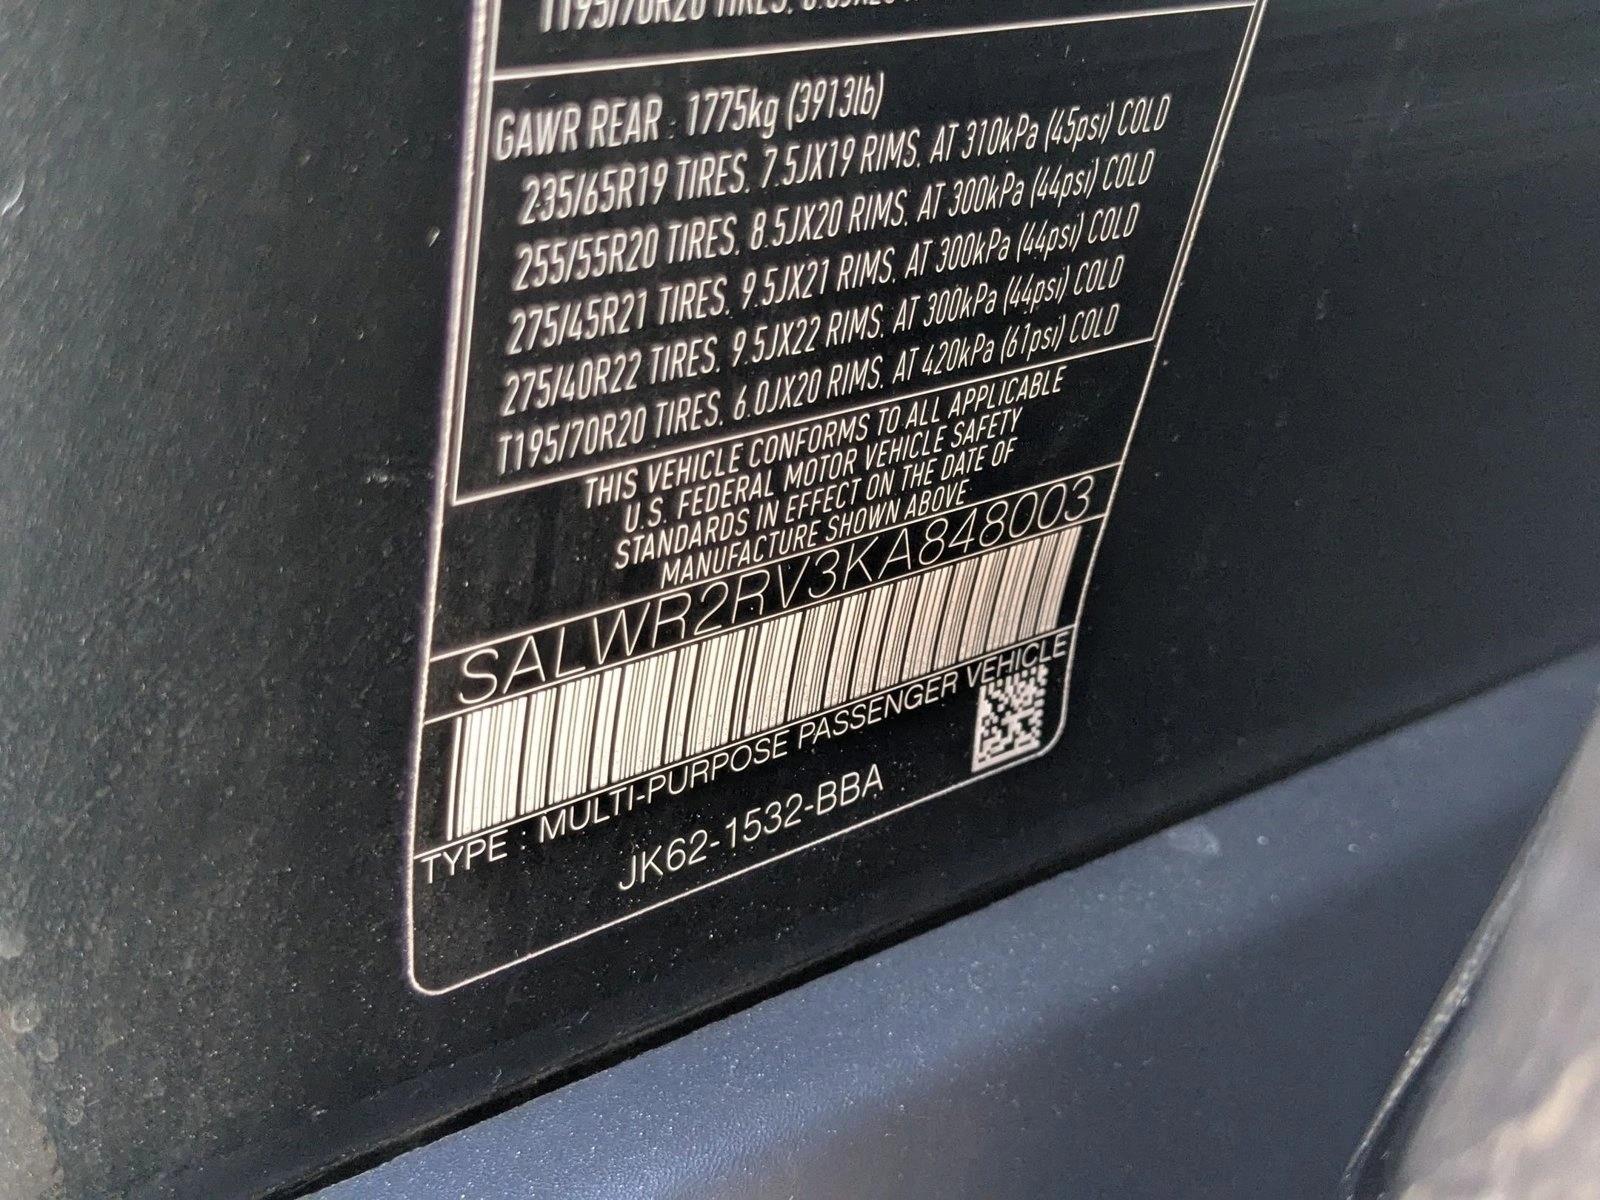 T195/70R20 TIRES,
GAWR REAR : 1775kg (3913lb)
235/65R19 TIRES, 7.5JX19 RIMS, AT 310kPa (45psi) COLD
255/55R20 TIRES, 8.5JX20 RIMS, AT 300kPa (44psi) COLD
275/45R21 TIRES, 9.5JX21 RIMS, AT 300kPa (44psi) COLD
275/40R22 TIRES, 9.5JX22 RIMS, AT 300kPa (44psi) COLD
T195/70R20 TIRES, 6.0JX20 RIMS, AT 420kPa (61psi) COLD
THIS VEHICLE CONFORMS TO ALL APPLICABLE
U.S. FEDERAL MOTOR VEHICLE SAFETY
STANDARDS IN EFFECT ON THE DATE OF
MANUFACTURE SHOWN ABOVE
SALWR2RV3KA848003
TYPE : MULTI-PURPOSE PASSENGER VEHICLE
JK62-1532-BBA